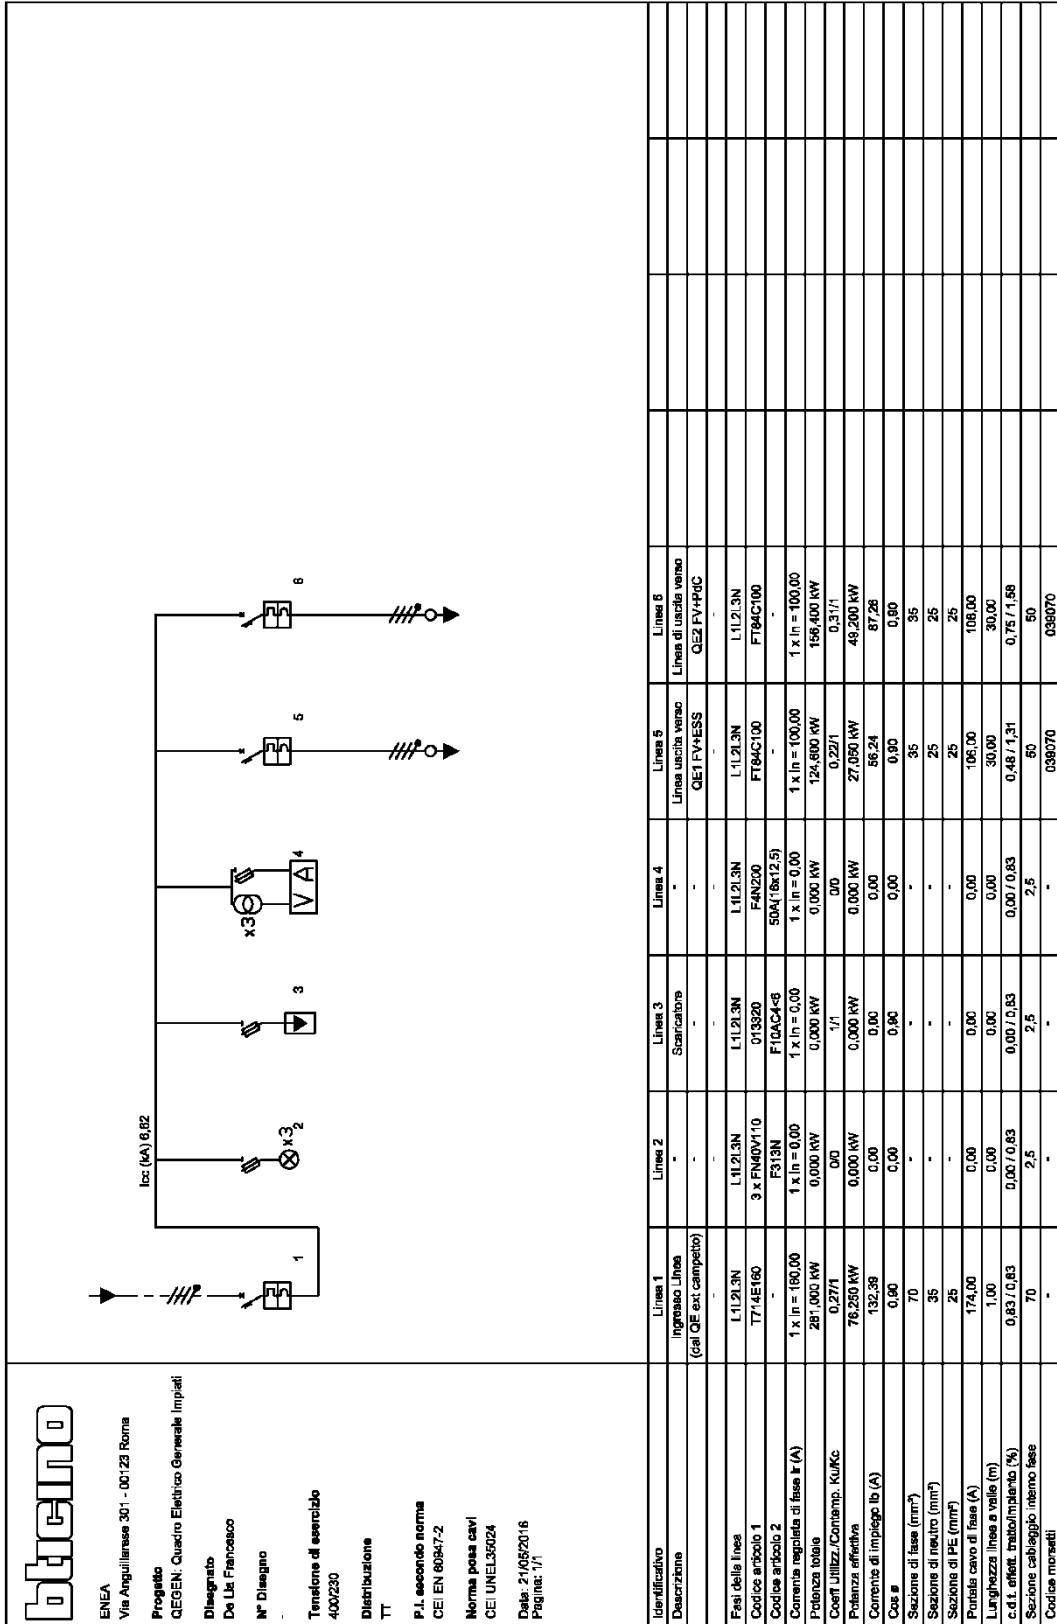 bticino
ENEA
Via Anguillarese 301 - 00123 Roma
Progetto
QEGEN: Quadro Elettrico Generale Impiati
Disegnato
De Lia Francesco
N° Disegno
-
Tensione di esercizio
400/230
Distribuzione
TT
P.I. secondo norma
CEI EN 60947-2
Norma posa cavi
CEI UNEL35024
Data: 21/05/2016
Pagina: 1/1
Icc (kA) 6,82
1
x3
2
3
x3
V A
4
5
6
Identificativo Linea 1 Linea 2 Linea 3 Linea 4 Linea 5 Linea 6
Descrizione Ingresso Linea - Scaricatore - Linea uscita verso Linea di uscita verso
(dal QE ext campetto) - - - QE1 FV+ESS QE2 FV+PdC
- - - - - -
Fasi della linea L1L2L3N L1L2L3N L1L2L3N L1L2L3N L1L2L3N L1L2L3N
Codice articolo 1 T714E160 3 x FN40V110 013320 F4N200 FT84C100 FT84C100
Codice articolo 2 F313N F10AC4<6 50A(16x12,5) - -
Corrente regolata di fase Ir (A) 1 x In = 160,00 1 x In = 0,00 1 x In = 0,00 1 x In = 0,00 1 x In = 100,00 1 x In = 100,00
Potenza totale 281,000 kW 0,000 kW 0,000 kW 0,000 kW 124,600 kW 156,400 kW
Coeff Utilizz./Contemp. Ku/Kc 0,27/1 0/0 1/1 0/0 0,22/1 0,31/1
Potenza effettiva 76,250 kW 0,000 kW 0,000 kW 0,000 kW 27,050 kW 49,200 kW
Corrente di impiego Ib (A) 132,39 0,00 0,00 0,00 56,24 87,26
Cos ø 0,90 0,00 0,90 0,00 0,90 0,90
Sezione di fase (mm²) 70 - - - 35 35
Sezione di neutro (mm²) 35 - - - 25 25
Sezione di PE (mm²) 25 - - - 25 25
Portata cavo di fase (A) 174,00 0,00 0,00 0,00 106,00 106,00
Lunghezza linea a valle (m) 1,00 0,00 0,00 0,00 30,00 30,00
c.d.t. effett. tratto/impianto (%) 0,83 / 0,83 0,00 / 0,83 0,00 / 0,83 0,00 / 0,83 0,48 / 1,31 0,75 / 1,58
Sezione cablaggio interno fase 70 2,5 2,5 2,5 50 50
Codice morsetti - - - - 039070 039070